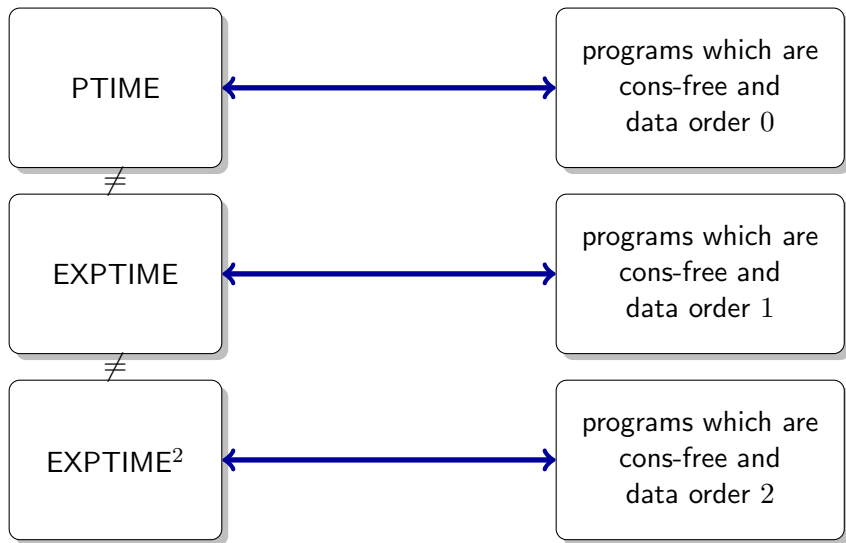 PTIME
programs which are
cons-free and
data order 0
≠
EXPTIME
programs which are
cons-free and
data order 1
≠
EXPTIME²
programs which are
cons-free and
data order 2